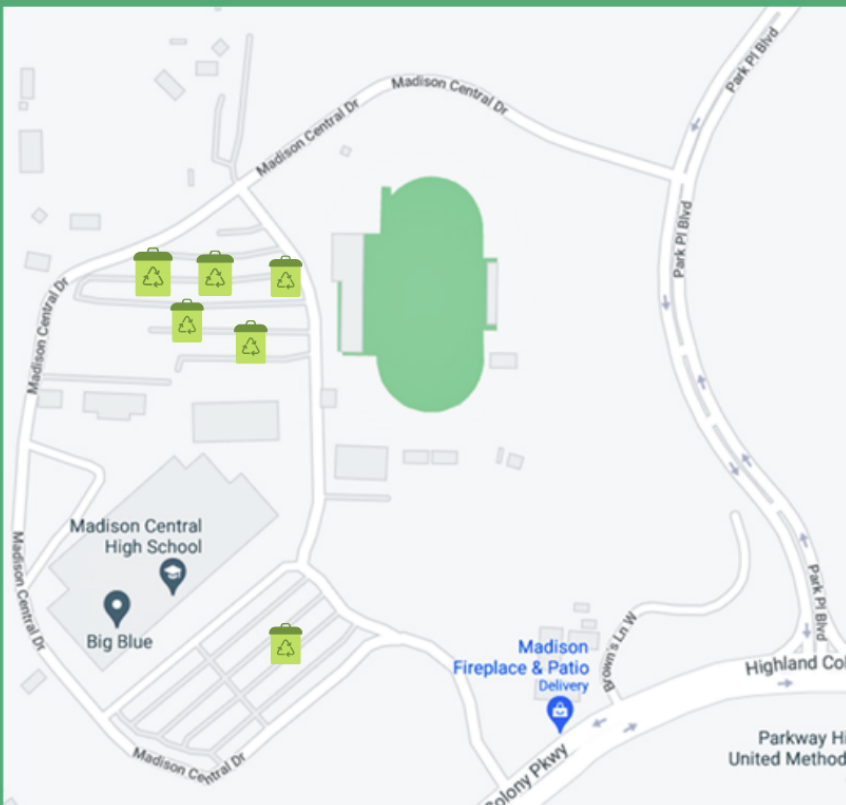 Park Pl Blvd
Madison Central Dr
Madison Central Dr
Park Pl Blvd
Madison Central Dr
Madison Central
High School
Madison Central Dr
Big Blue
Park Pl Blvd
Brown's Ln W
Madison
Fireplace & Patio
Delivery
Highland Col
Madison Central Dr
Colony Pkwy
Parkway Hi
United Method